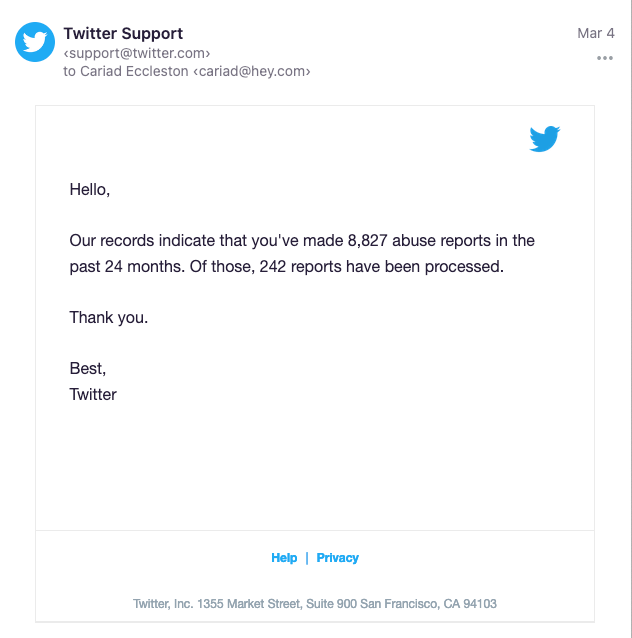 Twitter Support
Mar 4
<support@twitter.com>
to Cariad Eccleston <cariad@hey.com>
Hello,
Our records indicate that you've made 8,827 abuse reports in the
past 24 months. Of those, 242 reports have been processed.
Thank you.
Best,
Twitter
Help | Privacy
Twitter, Inc. 1355 Market Street, Suite 900 San Francisco, CA 94103